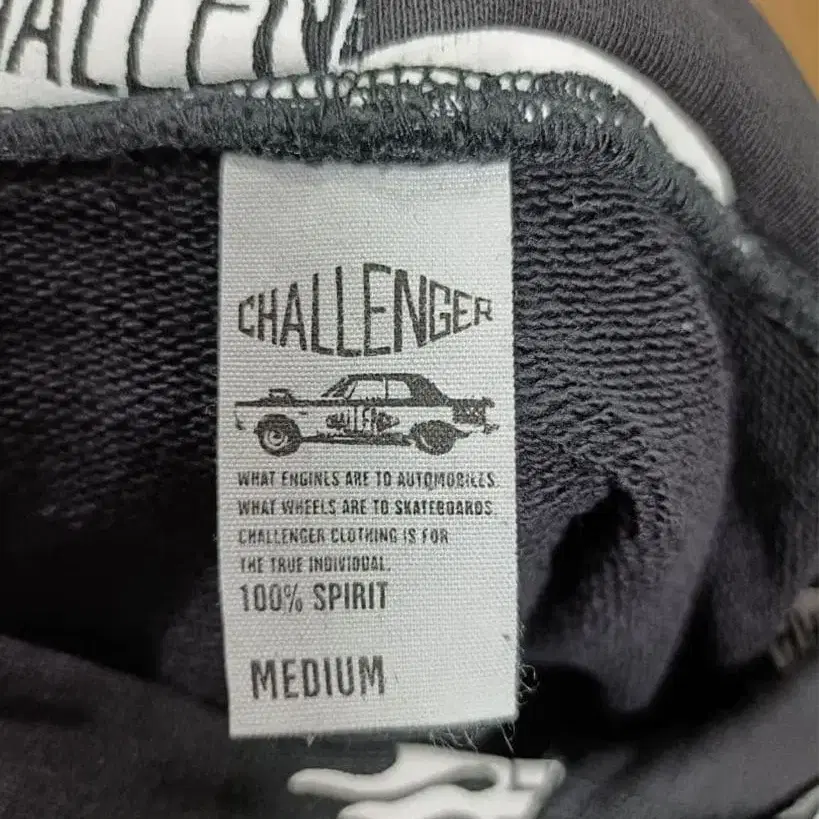 CHALLENGER
CHALLENGER
WHAT ENGINES ARE TO AUTOMOBILES
WHAT WHEELS ARE TO SKATEBOARDS
CHALLENGER CLOTHING IS FOR
THE TRUE INDIVIDUAL.
100% SPIRIT
MEDIUM